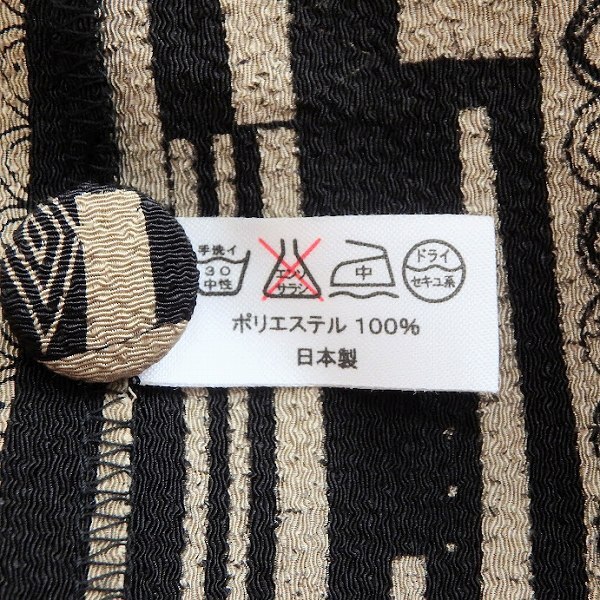 手洗イ
30
中性
エンソ
サラシ
中
ドライ
セキユ系
ポリエステル 100%
日本製